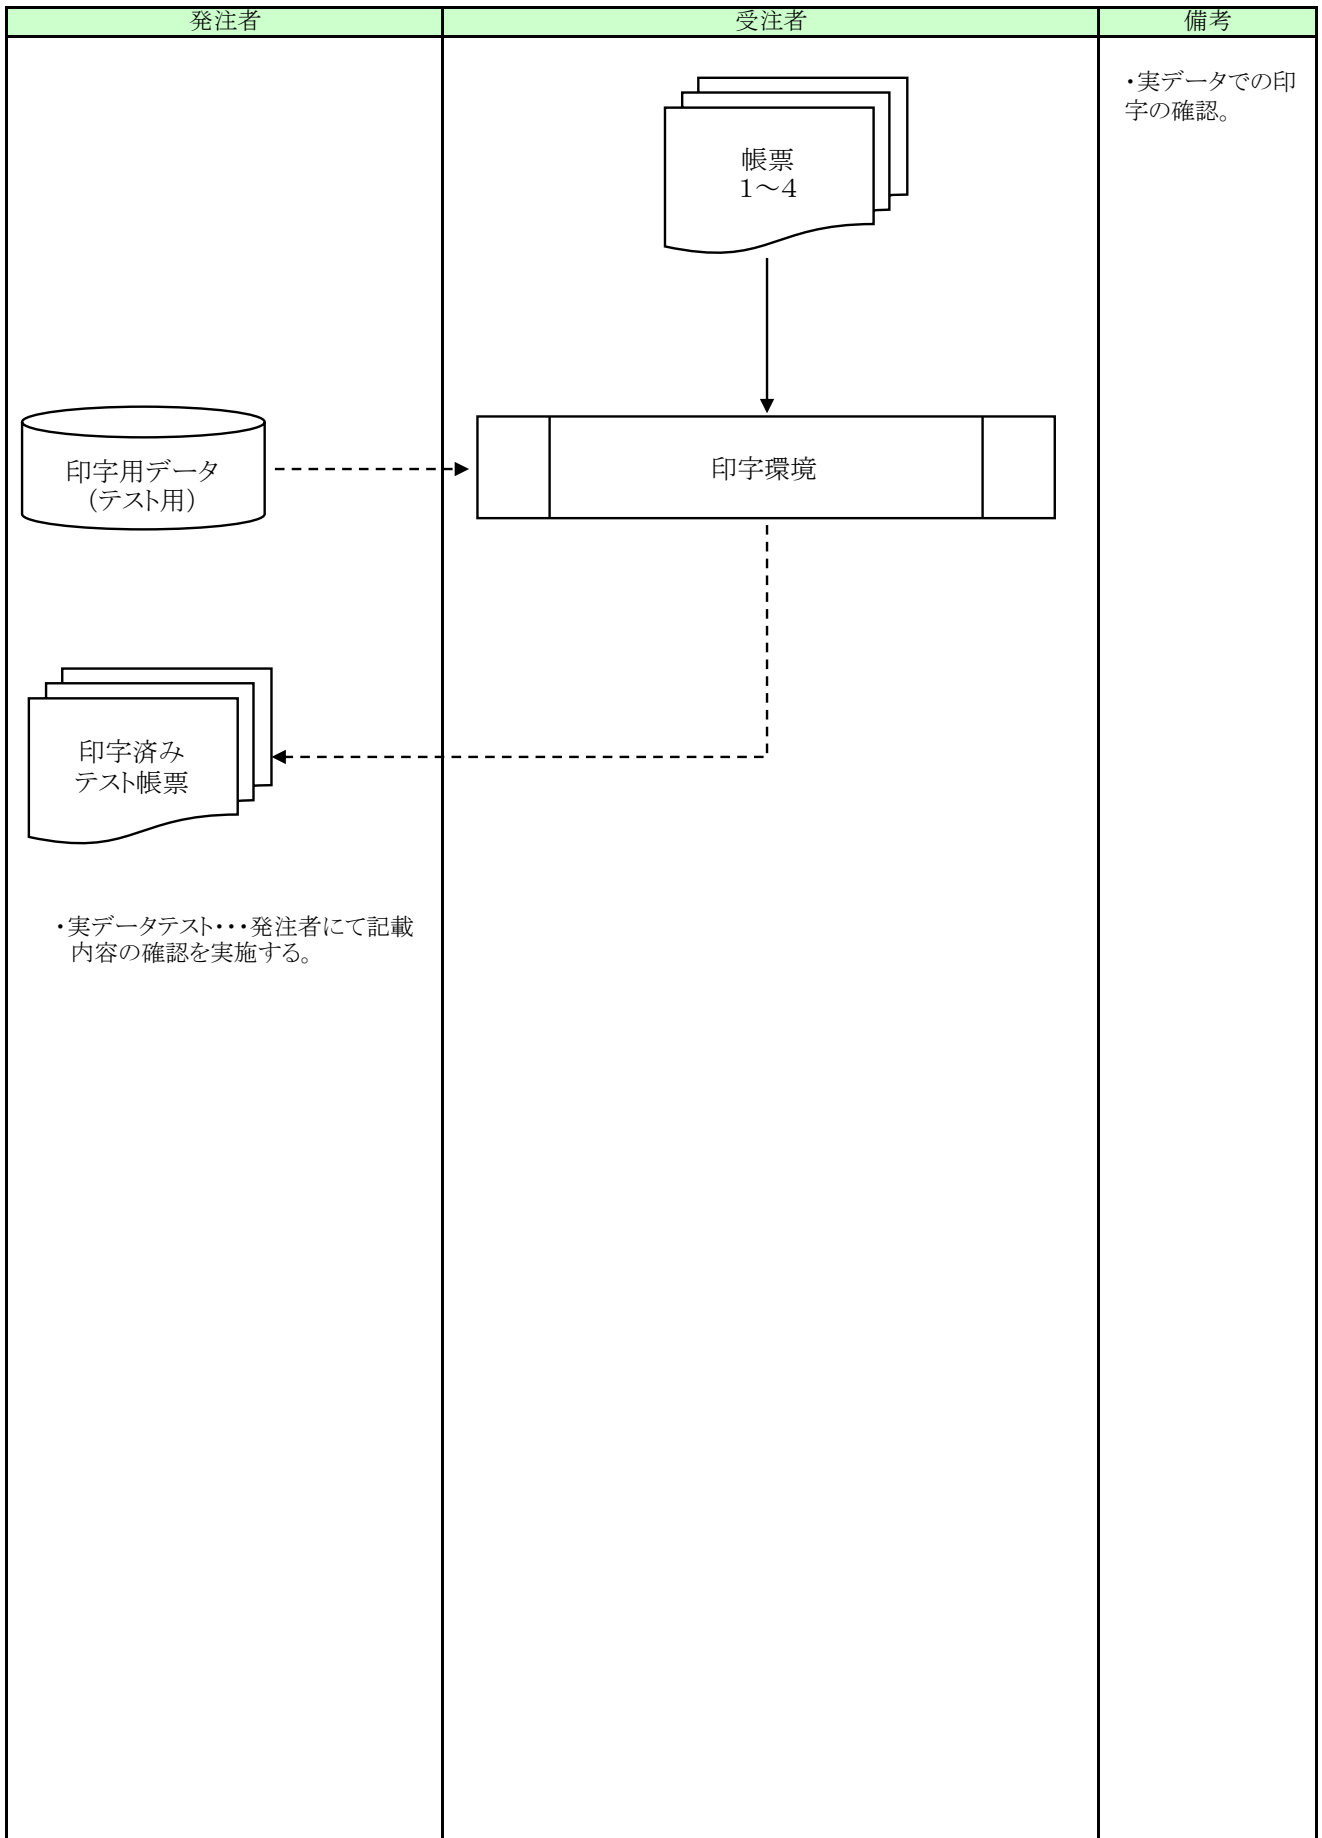 発注者
受注者
備考
・実データでの印
字の確認。
帳票
1～4
印字用データ
(テスト用)
印字環境
印字済み
テスト帳票
・実データテスト・・・発注者にて記載
内容の確認を実施する。